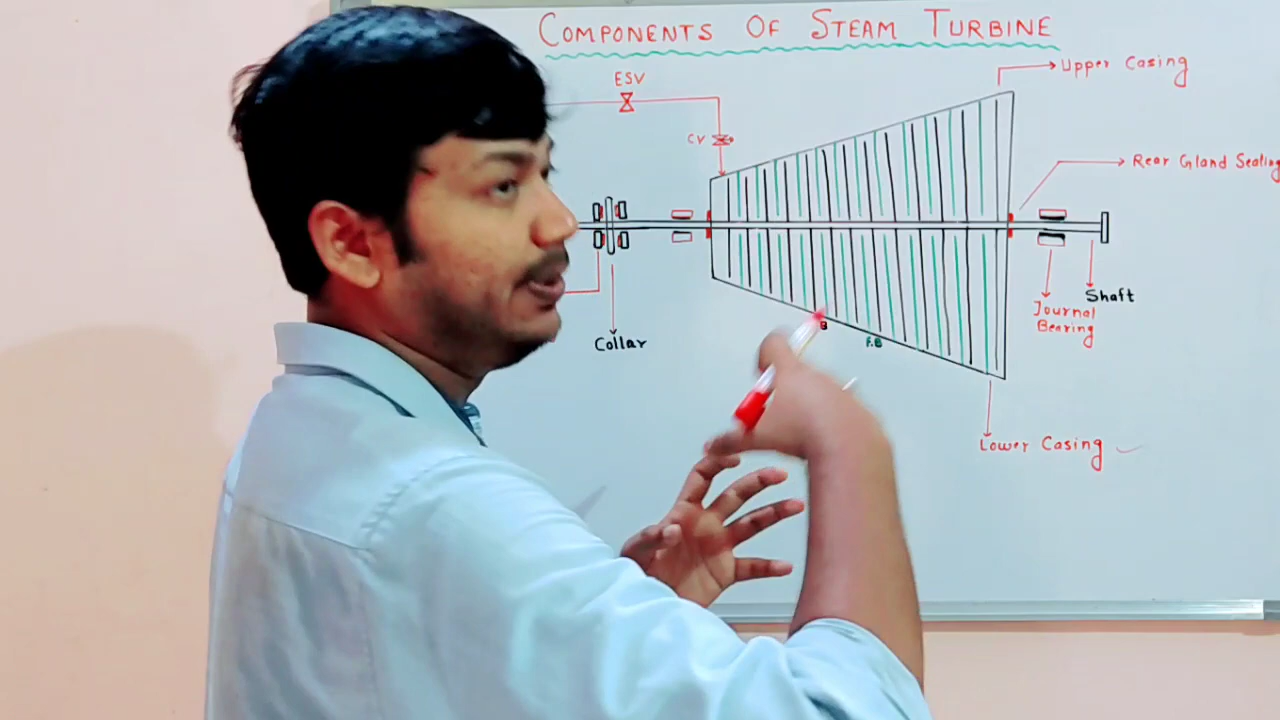 COMPONENTS OF STEAM TURBINE
ESV
Upper Casing
CV
Rear Gland Sealing
Shaft
Journal
Bearing
Collar
B
F.B
Lower Casing